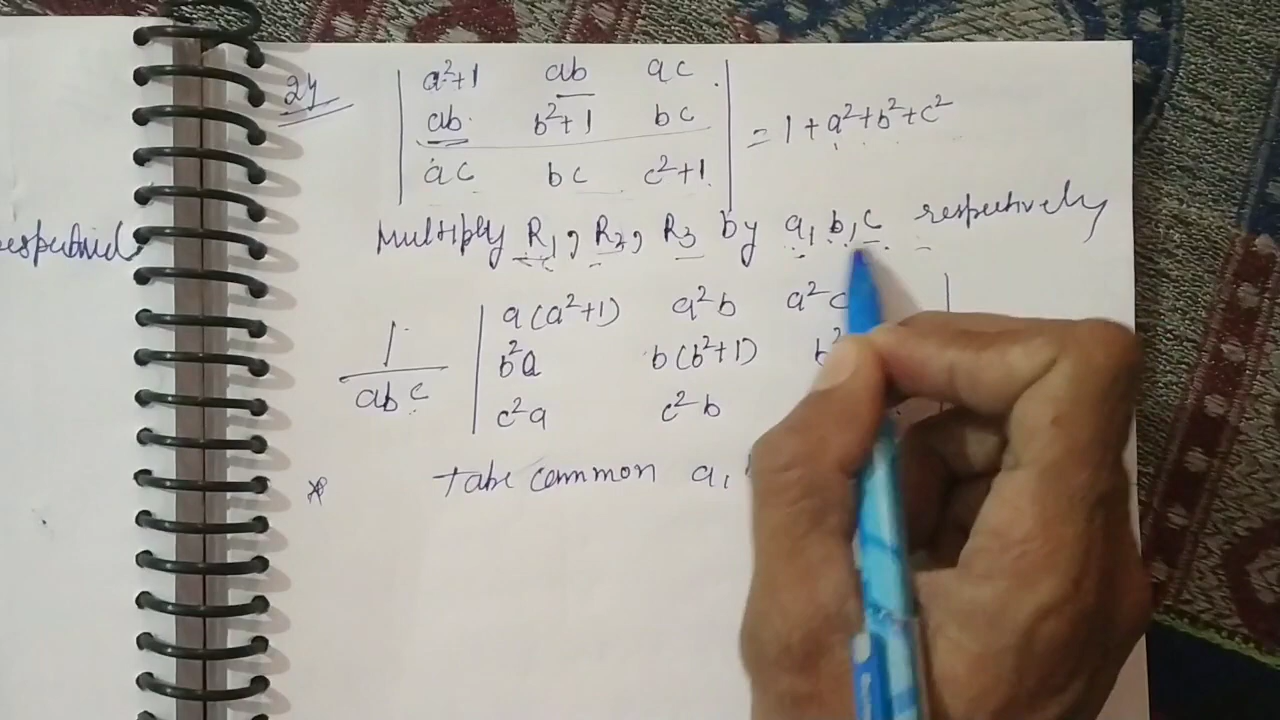 24
a²+1 ab ac
ab b²+1 bc = 1+a²+b²+c²
ac bc c²+1
Multiply R₁, R₂, R₃ by a, b, c respectively
a(a²+1) a²b a²c
1/abc b²a b(b²+1) b²
c²a c²b
take common a,